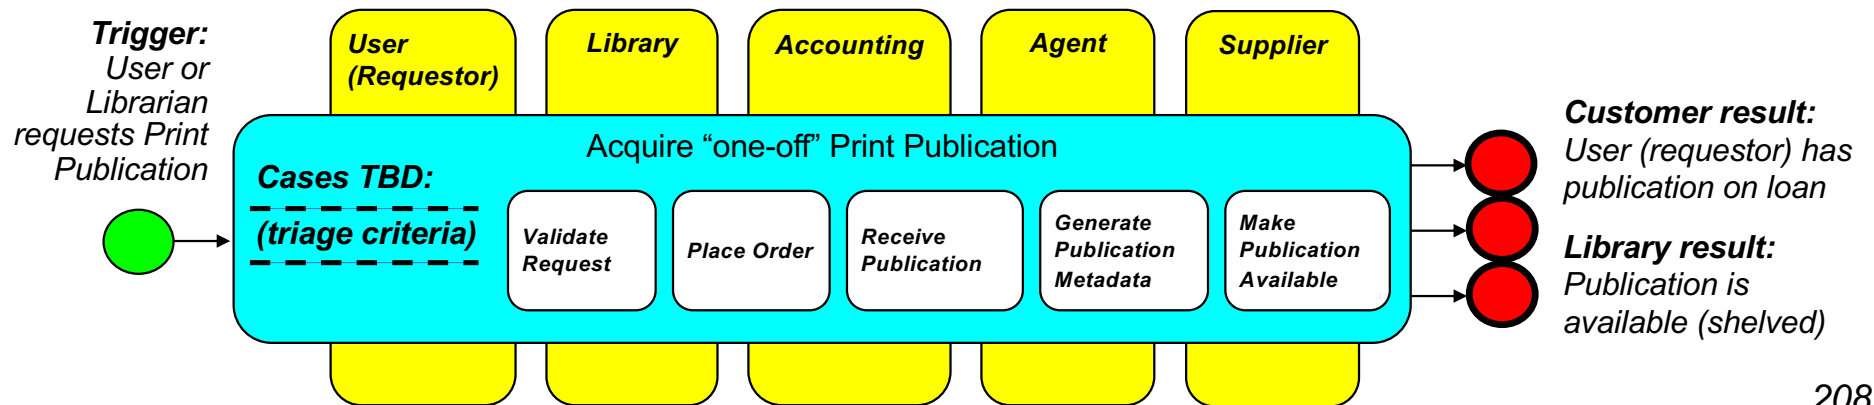 Trigger:
User or
Librarian
requests Print
Publication
User
(Requestor)
Library
Accounting
Agent
Supplier
Acquire “one-off” Print Publication
Cases TBD:
(triage criteria)
Validate
Request
Place Order
Receive
Publication
Generate
Publication
Metadata
Make
Publication
Available
Customer result:
User (requestor) has
publication on loan
Library result:
Publication is
available (shelved)
208